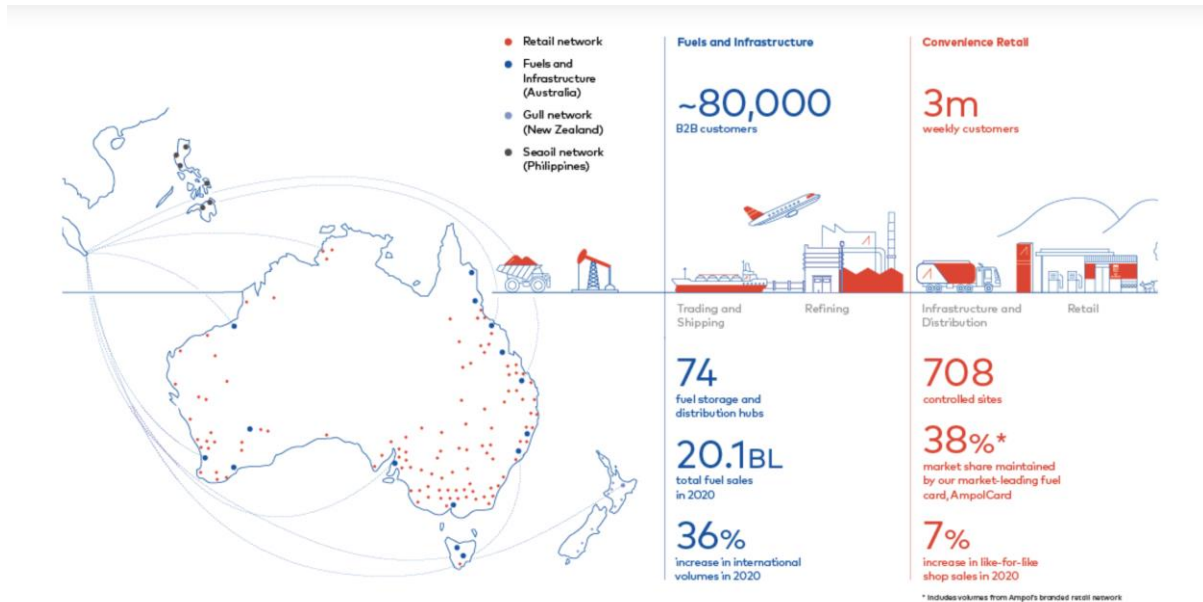 Retail network
Fuels and
Infrastructure
(Australia)
Gull network
(New Zealand)
Seaoil network
(Philippines)
Fuels and Infrastructure
~80,000
B2B customers
Trading and
Shipping
Refining
74
fuel storage and
distribution hubs
20.1BL
total fuel sales
in 2020
36%
increase in international
volumes in 2020
Convenience Retail
3m
weekly customers
Infrastructure and
Distribution
Retail
708
controlled sites
38%*
market share maintained
by our market-leading fuel
card, AmpolCard
7%
increase in like-for-like
shop sales in 2020
* Includes volumes from Ampol's branded retail network